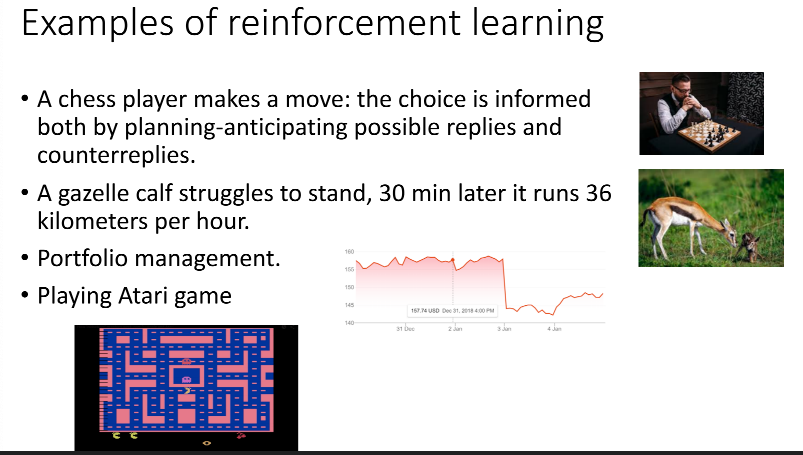 Examples of reinforcement learning
• A chess player makes a move: the choice is informed
both by planning-anticipating possible replies and
counterreplies.
• A gazelle calf struggles to stand, 30 min later it runs 36
kilometers per hour.
• Portfolio management.
• Playing Atari game
160
155
150
145
140
157.74 USD Dec 31, 2018 4:00 PM
31 Dec 2 Jan 3 Jan 4 Jan